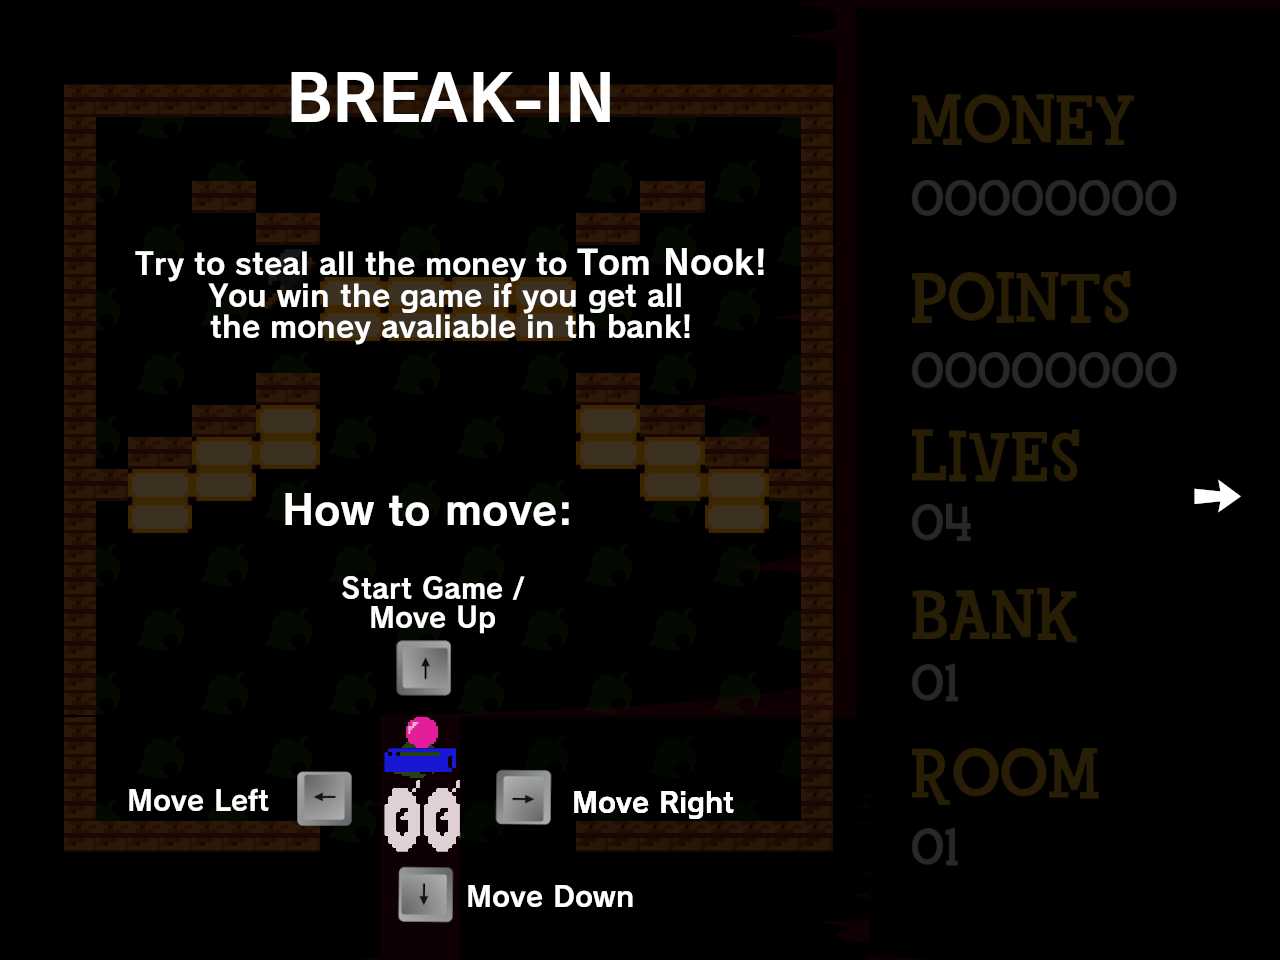 BREAK-IN
Try to steal all the money to Tom Nook!
You win the game if you get all
the money avaliable in th bank!
How to move:
Start Game /
Move Up
Move Left
Move Right
Move Down
MONEY
00000000
POINTS
00000000
LIVES
04
BANK
01
ROOM
01